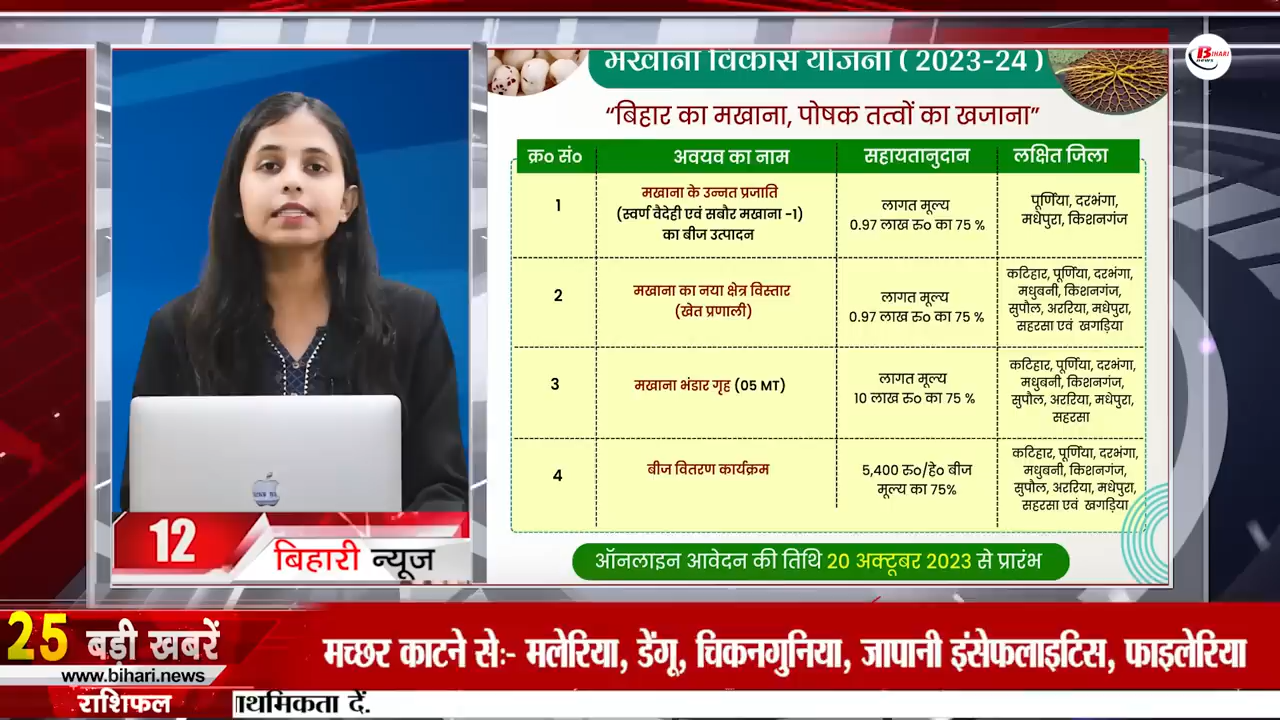 मखाना विकास योजना ( 2023-24 )
BIHARI
news
“बिहार का मखाना, पोषक तत्वों का खजाना”
क्र० सं० अवयव का नाम सहायतानुदान लक्षित जिला
1
मखाना के उन्नत प्रजाति
(स्वर्ण वैदेही एवं सबौर मखाना -1)
का बीज उत्पादन
लागत मूल्य
0.97 लाख रु० का 75 %
पूर्णिया, दरभंगा,
मधेपुरा, किशनगंज
2
मखाना का नया क्षेत्र विस्तार
(खेत प्रणाली)
लागत मूल्य
0.97 लाख रु० का 75 %
कटिहार, पूर्णिया, दरभंगा,
मधुबनी, किशनगंज,
सुपौल, अररिया, मधेपुरा,
सहरसा एवं खगड़िया
3
मखाना भंडार गृह (05 MT)
लागत मूल्य
10 लाख रु० का 75 %
कटिहार, पूर्णिया, दरभंगा,
मधुबनी, किशनगंज,
सुपौल, अररिया, मधेपुरा,
सहरसा
4
बीज वितरण कार्यक्रम
5,400 रु०/हे० बीज
मूल्य का 75%
कटिहार, पूर्णिया, दरभंगा,
मधुबनी, किशनगंज,
सुपौल, अररिया, मधेपुरा,
सहरसा एवं खगड़िया
ऑनलाइन आवेदन की तिथि 20 अक्टूबर 2023 से प्रारंभ
12
बिहारी न्यूज
25 बड़ी खबरें
www.bihari.news
मच्छर काटने से:- मलेरिया, डेंगू, चिकनगुनिया, जापानी इंसेफलाइटिस, फाइलेरिया
राशिफल
ाथमिकता दें.